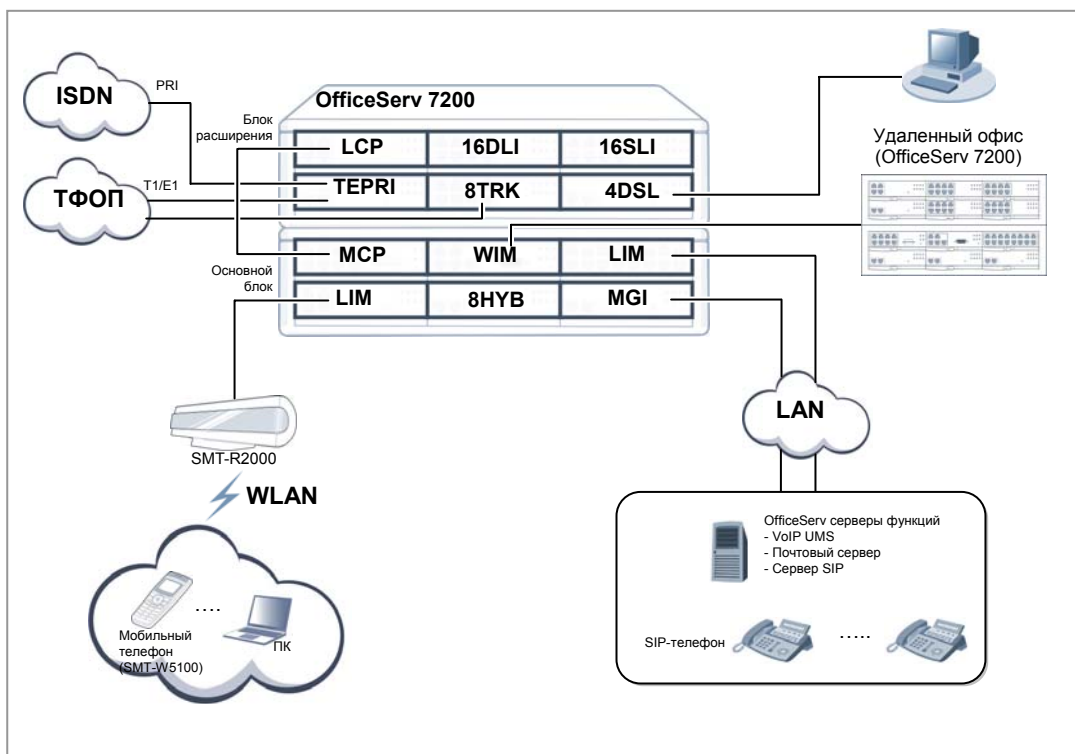 ISDN
PRI
OfficeServ 7200
Блок
расширения
LCP
16DLI
16SLI
ТФОП
T1/E1
TEPRI
8TRK
4DSL
Удаленный офис
(OfficeServ 7200)
Основной
блок
MCP
WIM
LIM
LIM
8HYB
MGI
LAN
SMT-R2000
WLAN
Мобильный
телефон
(SMT-W5100)
....
ПК
OfficeServ серверы функций
- VoIP UMS
- Почтовый сервер
- Сервер SIP
SIP-телефон
.....